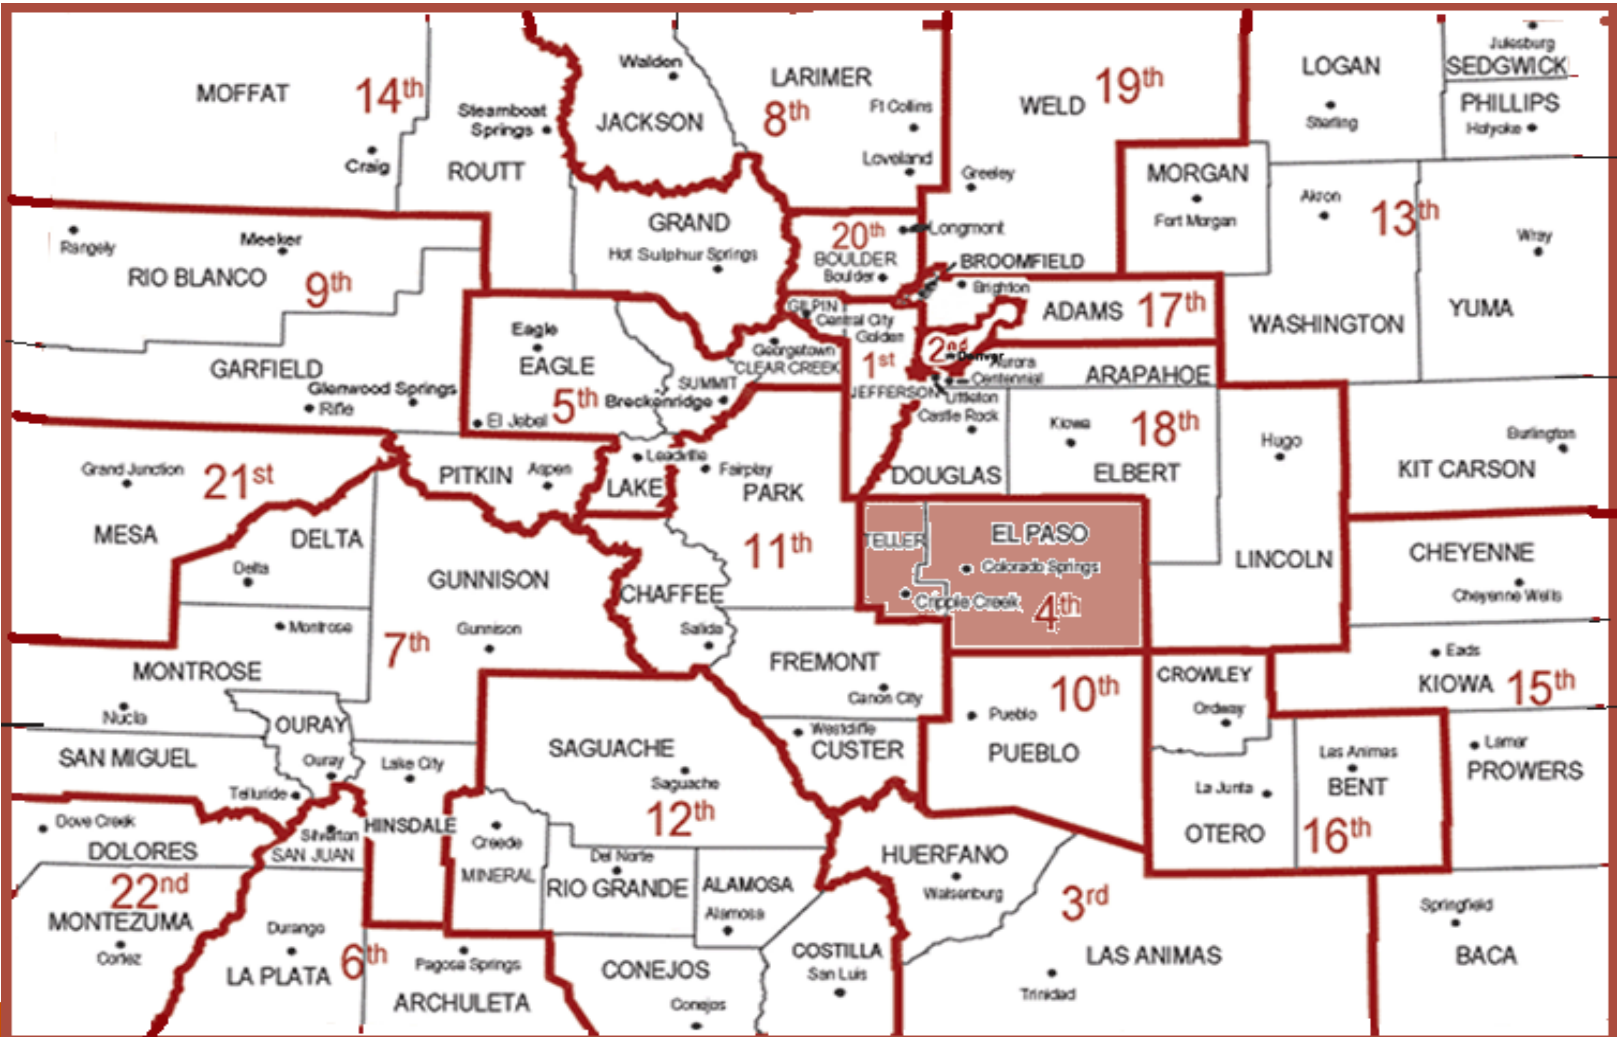 MOFFAT
14th
Craig
Steamboat
Springs
ROUTT
Walden
JACKSON
LARIMER
8th
Ft Collins
Loveland
WELD
19th
Greeley
LOGAN
Sterling
Julesburg
SEDGWICK
PHILLIPS
Holyoke
MORGAN
Fort Morgan
Akron
13th
Wray
WASHINGTON
YUMA
Rangely
Meeker
RIO BLANCO
9th
GRAND
Hot Sulphur Springs
20th
Longmont
BOULDER
Boulder
BROOMFIELD
Brighton
ADAMS
17th
GILPIN
Central City
Golden
Georgetown
CLEAR CREEK
1st
JEFFERSON
2nd
Denver
Aurora
Centennial
Littleton
ARAPAHOE
GARFIELD
Glenwood Springs
Rifle
Eagle
EAGLE
5th
El Jebel
SUMMIT
Breckenridge
Castle Rock
DOUGLAS
Kiowa
18th
ELBERT
Hugo
LINCOLN
Burlington
KIT CARSON
Grand Junction
21st
MESA
PITKIN
Aspen
Leadville
LAKE
Fairplay
PARK
11th
DELTA
Delta
GUNNISON
Gunnison
CHAFFEE
Salida
TELLER
EL PASO
Colorado Springs
Cripple Creek
4th
CHEYENNE
Cheyenne Wells
Montrose
7th
MONTROSE
Nucla
FREMONT
Canon City
10th
Pueblo
PUEBLO
CROWLEY
Ordway
Eads
KIOWA
15th
OURAY
Ouray
SAN MIGUEL
Telluride
Lake City
HINSDALE
SAGUACHE
Saguache
12th
Westcliffe
CUSTER
La Junta
OTERO
Las Animas
BENT
16th
Lamar
PROWERS
Dove Creek
DOLORES
22nd
MONTEZUMA
Cortez
Silverton
SAN JUAN
Durango
LA PLATA
6th
Creede
MINERAL
Del Norte
RIO GRANDE
ALAMOSA
Alamosa
Pagosa Springs
ARCHULETA
CONEJOS
Conejos
COSTILLA
San Luis
HUERFANO
Walsenburg
3rd
LAS ANIMAS
Trinidad
Springfield
BACA